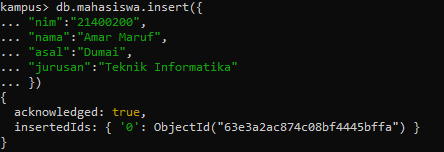 kampus> db.mahasiswa.insert({
... "nim":"21400200",
... "nama":"Amar Maruf",
... "asal":"Dumai",
... "jurusan":"Teknik Informatika"
... })
{
  acknowledged: true,
  insertedIds: { '0': ObjectId("63e3a2ac874c08bf4445bffa") }
}